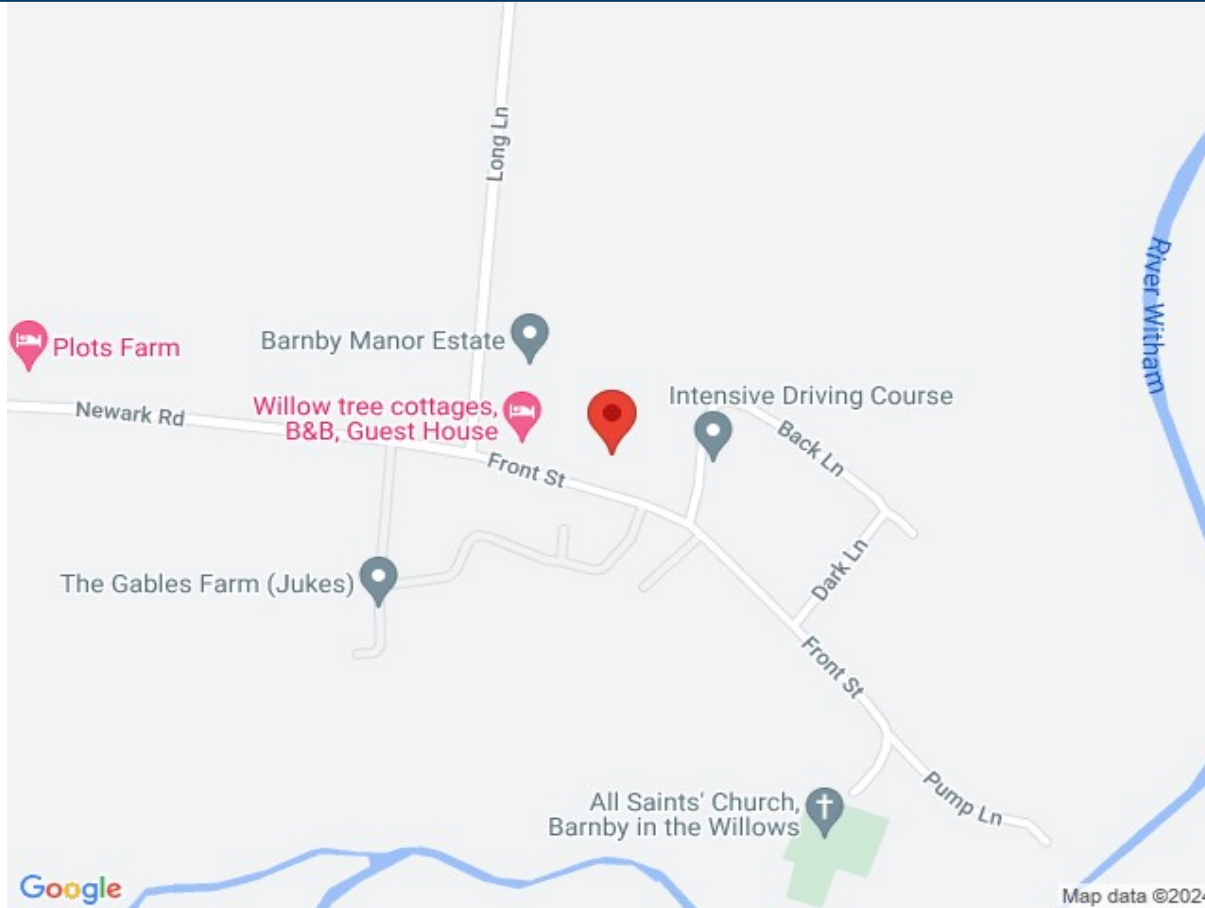 Long Ln
River Witham
Barnby Manor Estate
Plots Farm
Intensive Driving Course
Willow tree cottages,
B&B, Guest House
Newark Rd
Back Ln
Front St
The Gables Farm (Jukes)
Dark Ln
Front St
All Saints' Church,
Barnby in the Willows
Pump Ln
Google
Map data ©2024